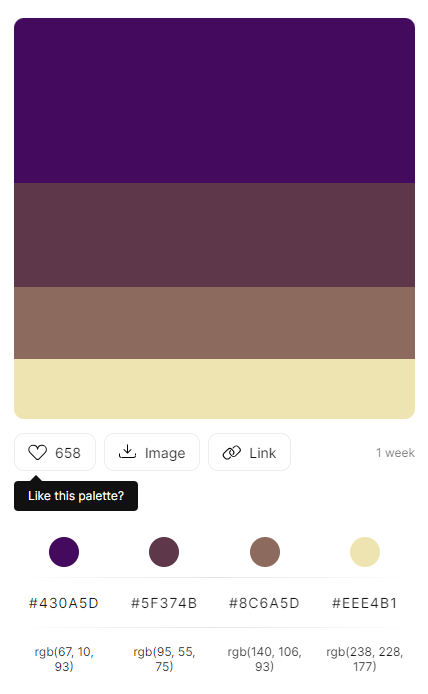 658
Image
Link
1 week
Like this palette?
#430A5D
#5F374B
#8C6A5D
#EEE4B1
rgb(67, 10,
93)
rgb(95, 55,
75)
rgb(140, 106,
93)
rgb(238, 228,
177)